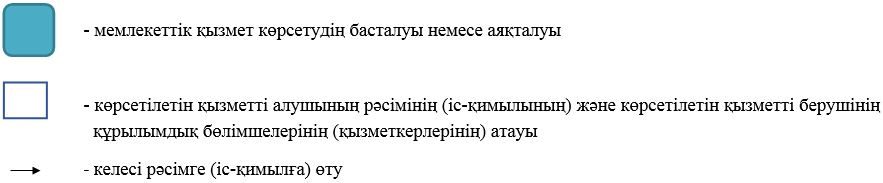 - мемлекеттік қызмет көрсетудің басталуы немесе аяқталуы
- көрсетілетін қызметті алушының рәсімінің (іс-қимылының) және көрсетілетін қызметті берушінің
құрылымдық бөлімшелерінің (қызметкерлерінің) атауы
- келесі рәсімге (іс-қимылға) өту